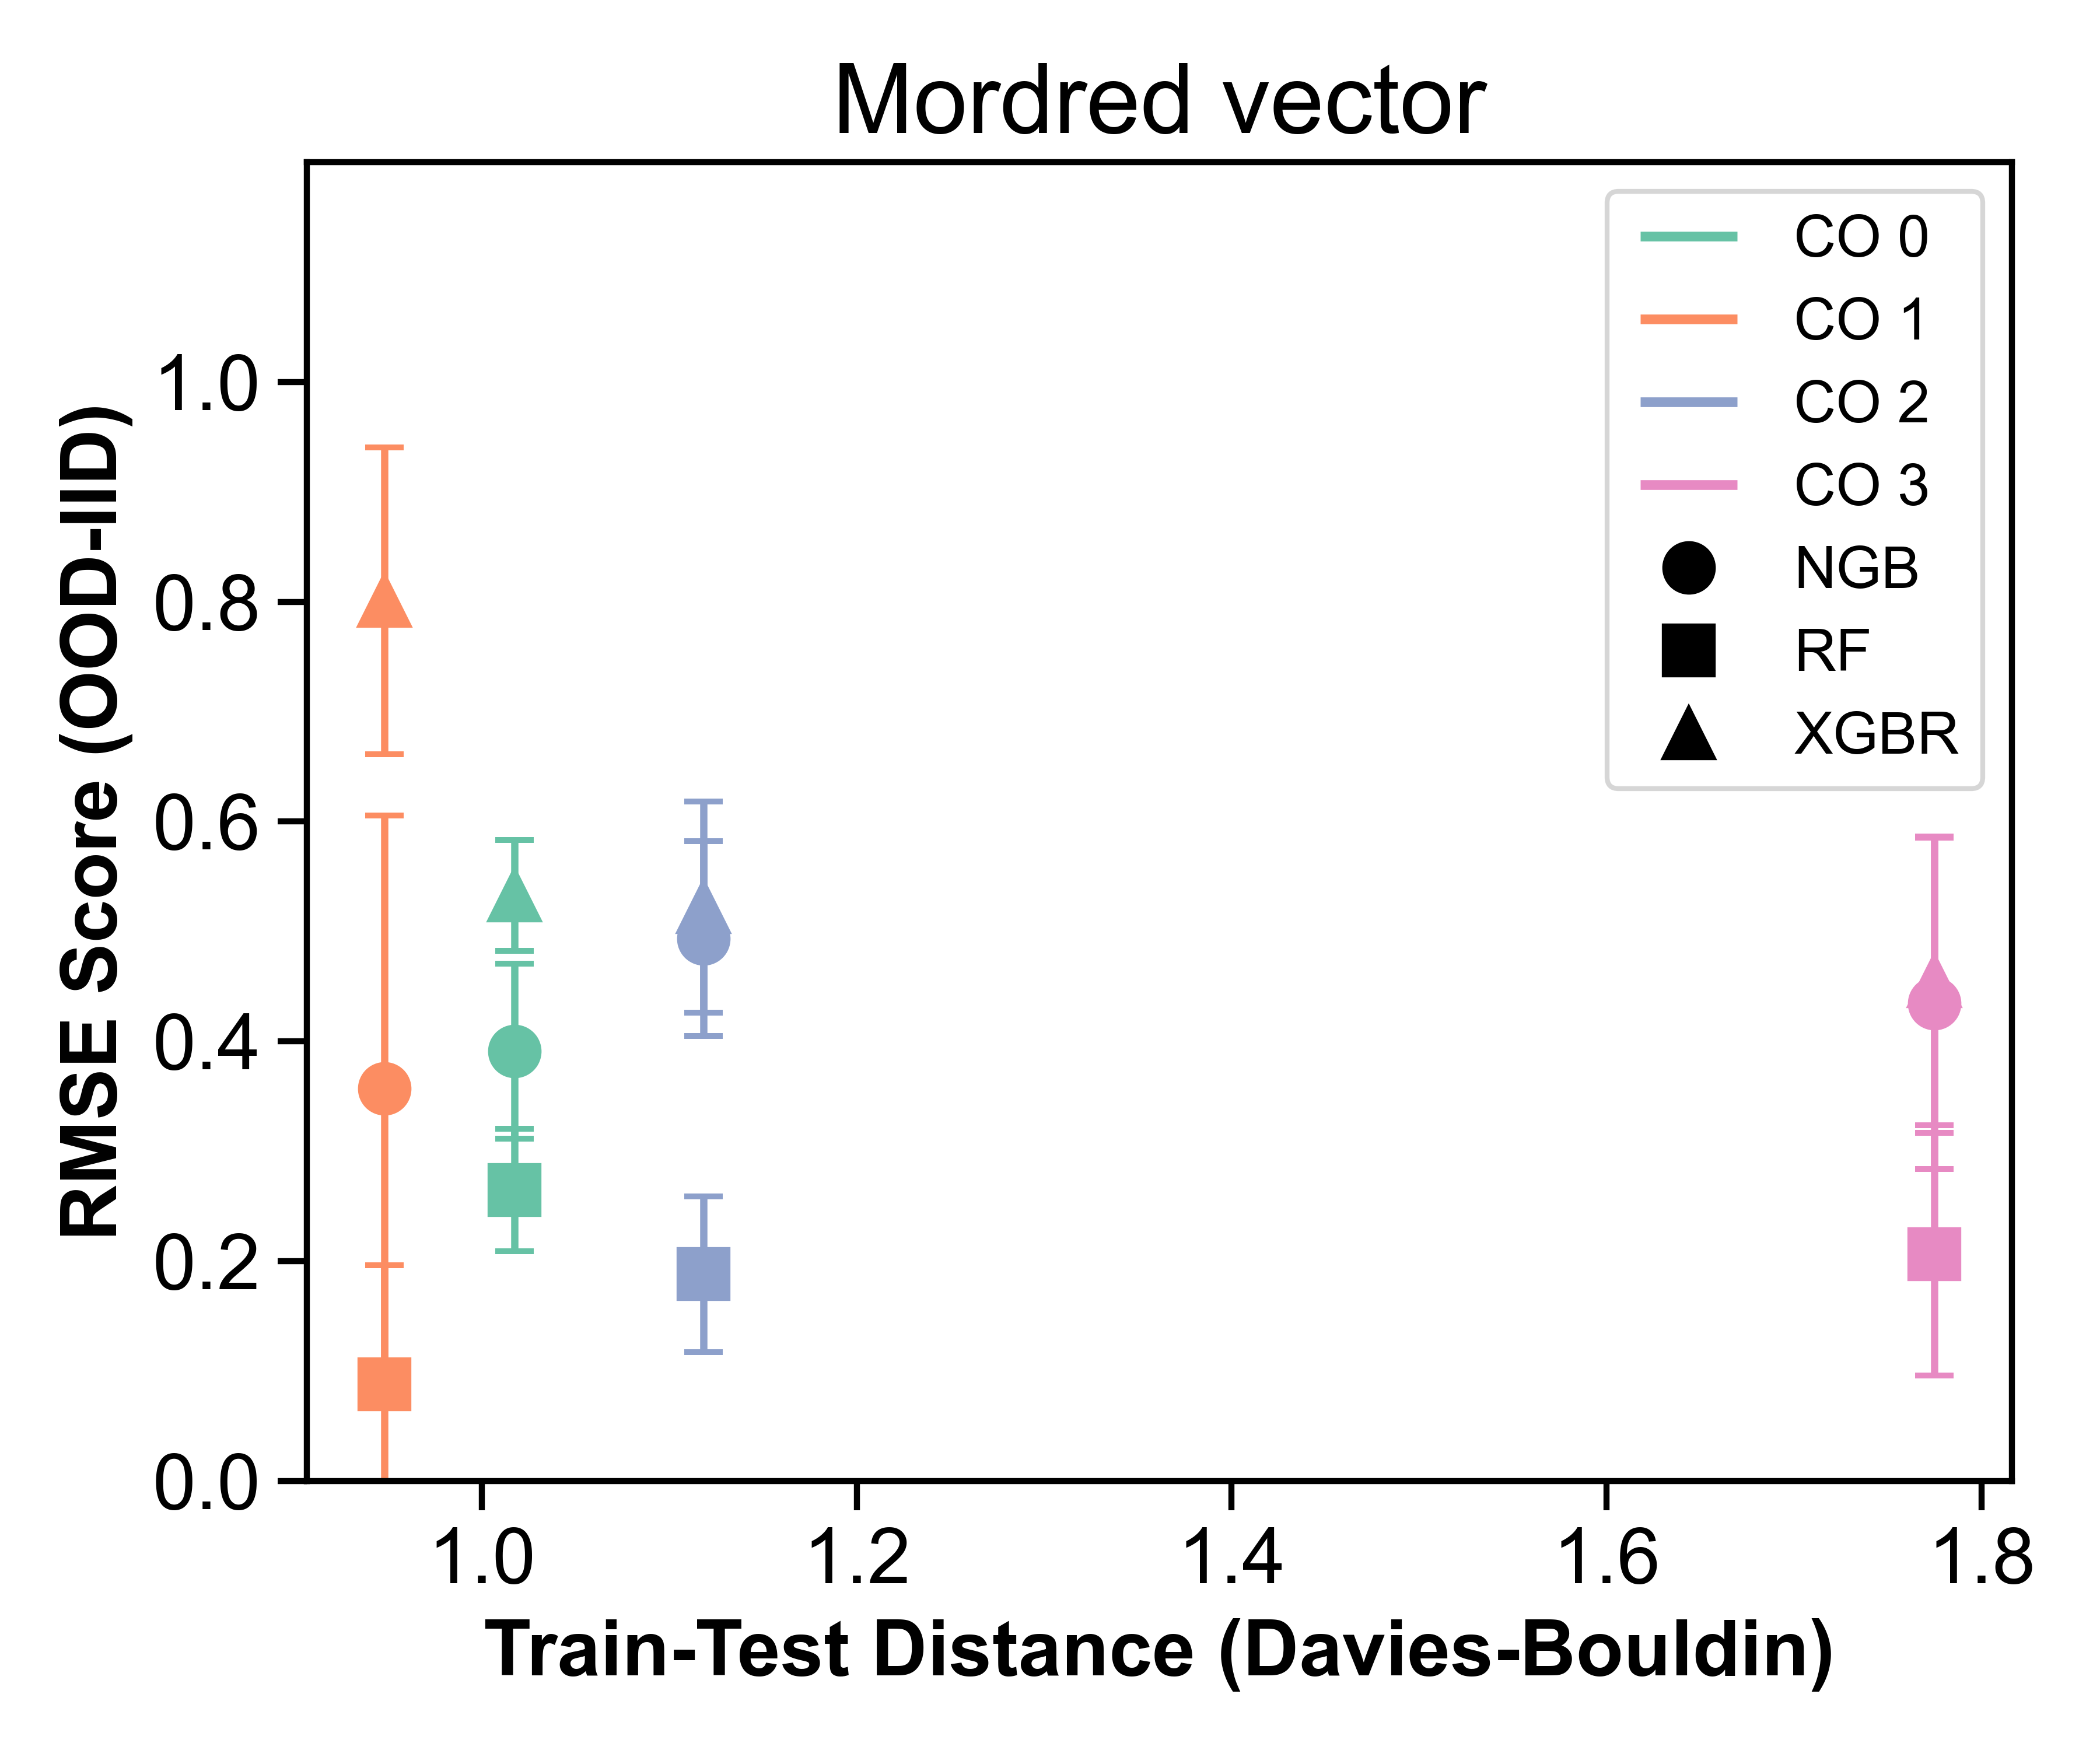 Mordred vector
RMSE Score (OOD-IID)
1.0
0.8
0.6
0.4
0.2
0.0
CO 0
CO 1
CO 2
CO 3
NGB
RF
XGBR
1.0 1.2 1.4 1.6 1.8
Train-Test Distance (Davies-Bouldin)